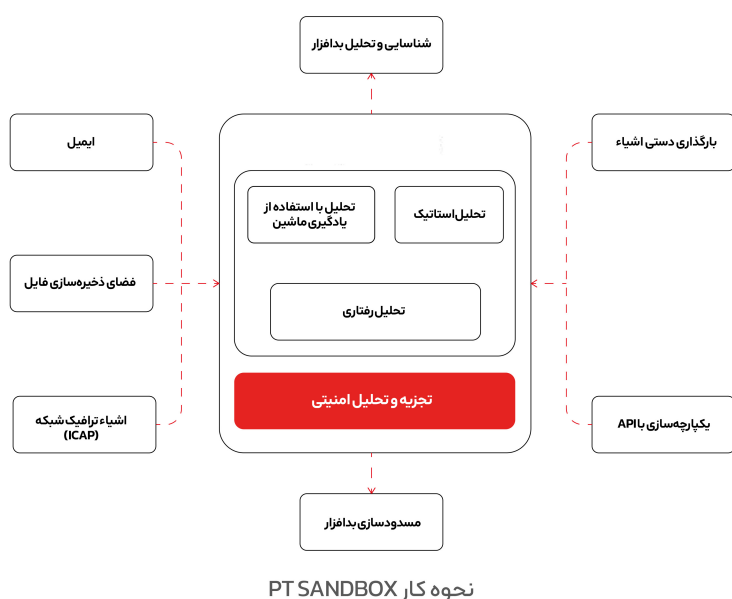 شناسایی و تحلیل بدافزار
بارگذاری دستی اشیاء
ایمیل
تحلیل استاتیک
تحلیل با استفاده از
یادگیری ماشین
فضای ذخیره‌سازی فایل
تحلیل رفتاری
تجزیه و تحلیل امنیتی
یکپارچه‌سازی با API
اشیاء ترافیک شبکه
(ICAP)
مسدودسازی بدافزار
نحوه کار PT SANDBOX